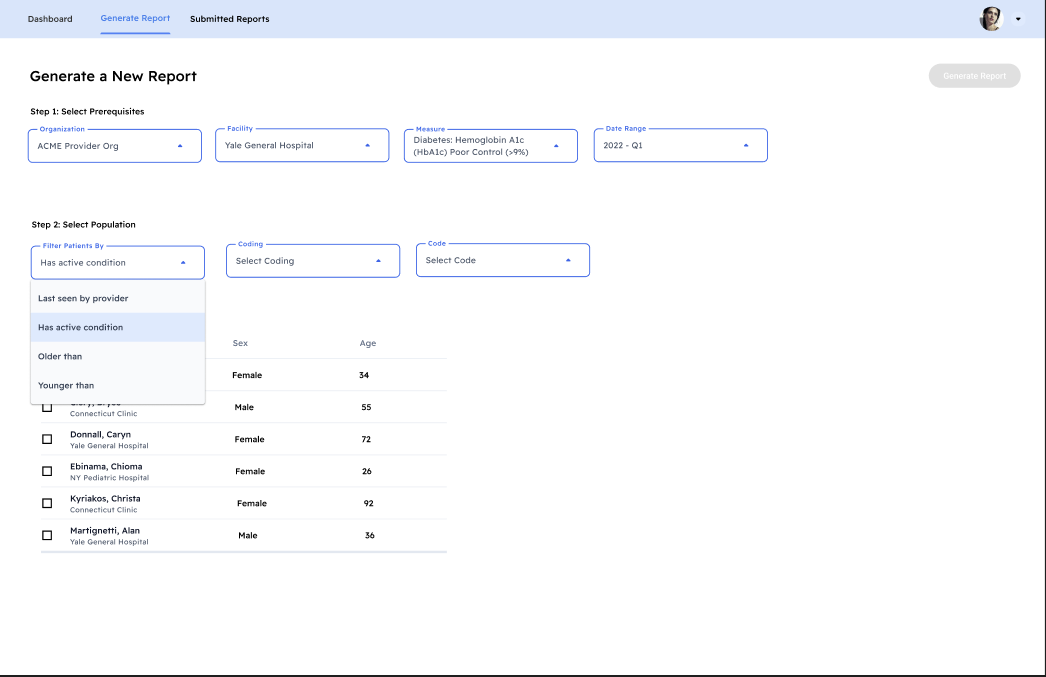 Dashboard
Generate Report
Submitted Reports
Generate a New Report
Generate Report
Step 1: Select Prerequisites
Organization
ACME Provider Org
Facility
Yale General Hospital
Measure
Diabetes: Hemoglobin A1c
(HbA1c) Poor Control (>9%)
Date Range
2022 - Q1
Step 2: Select Population
Filter Patients By
Has active condition
Coding
Select Coding
Code
Select Code
Last seen by provider
Has active condition
Older than
Younger than
Sex Age
Female 34
Male 55
Connecticut Clinic
Donnall, Caryn
Yale General Hospital
Female 72
Ebinama, Chioma
NY Pediatric Hospital
Female 26
Kyriakos, Christa
Connecticut Clinic
Female 92
Martignetti, Alan
Yale General Hospital
Male 36